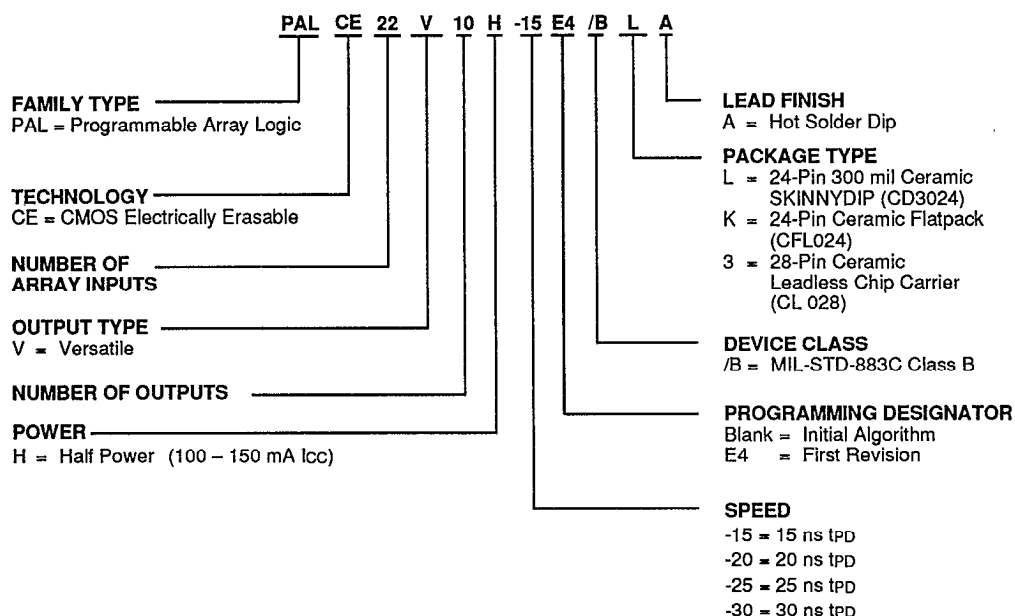 PAL CE 22 V 10 H -15 E4 /B L A
FAMILY TYPE
PAL = Programmable Array Logic
TECHNOLOGY
CE = CMOS Electrically Erasable
NUMBER OF
ARRAY INPUTS
OUTPUT TYPE
V = Versatile
NUMBER OF OUTPUTS
POWER
H = Half Power (100 – 150 mA Icc)
LEAD FINISH
A = Hot Solder Dip
PACKAGE TYPE
L = 24-Pin 300 mil Ceramic
SKINNYDIP (CD3024)
K = 24-Pin Ceramic Flatpack
(CFL024)
3 = 28-Pin Ceramic
Leadless Chip Carrier
(CL 028)
DEVICE CLASS
/B = MIL-STD-883C Class B
PROGRAMMING DESIGNATOR
Blank = Initial Algorithm
E4 = First Revision
SPEED
-15 = 15 ns tPD
-20 = 20 ns tPD
-25 = 25 ns tPD
-30 = 30 ns tPD